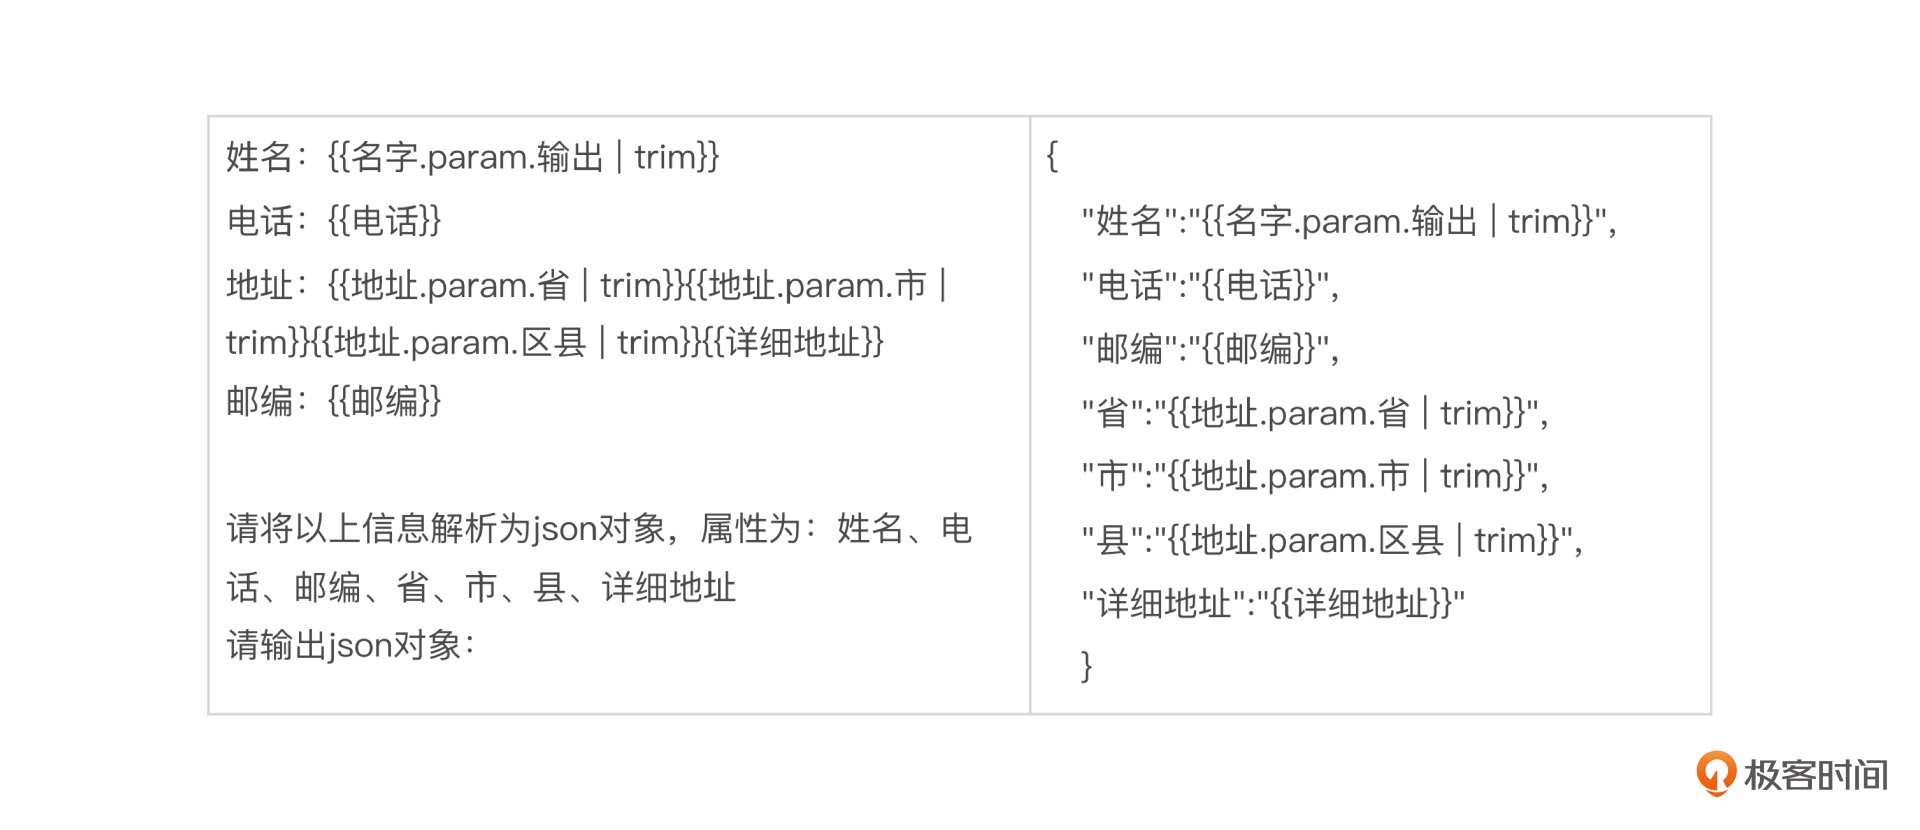 姓名：{{名字.param.输出 | trim}}
电话：{{电话}}
地址：{{地址.param.省 | trim}}{{地址.param.市 |
trim}}{{地址.param.区县 | trim}}{{详细地址}}
邮编：{{邮编}}
请将以上信息解析为json对象，属性为：姓名、电
话、邮编、省、市、县、详细地址
请输出json对象：
{
"姓名":"{{名字.param.输出 | trim}}",
"电话":"{{电话}}",
"邮编":"{{邮编}}",
"省":"{{地址.param.省 | trim}}",
"市":"{{地址.param.市 | trim}}",
"县":"{{地址.param.区县 | trim}}",
"详细地址":"{{详细地址}}"
}
极客时间